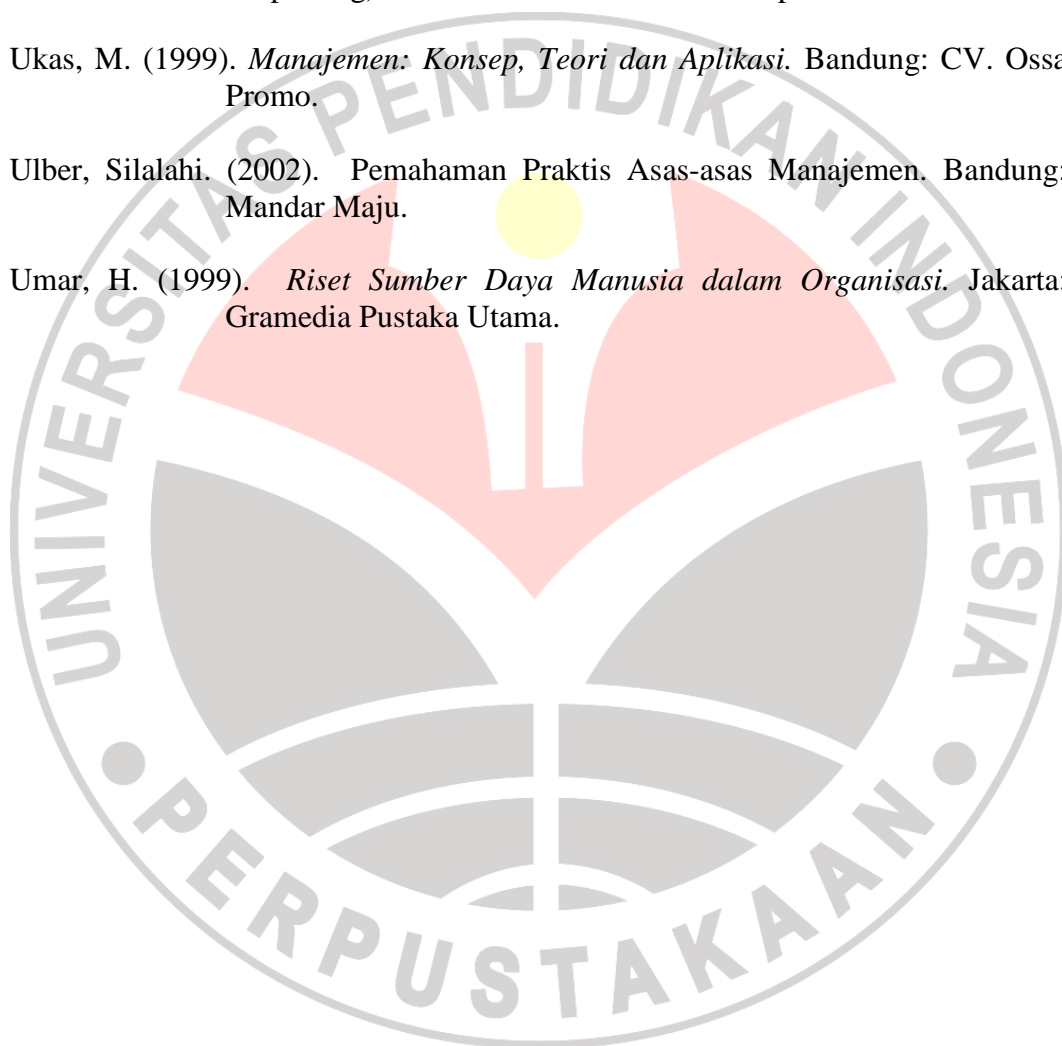 Ukas, M. (1999). Manajemen: Konsep, Teori dan Aplikasi. Bandung: CV. Ossa
Promo.
Ulber, Silalahi. (2002). Pemahaman Praktis Asas-asas Manajemen. Bandung:
Mandar Maju.
Umar, H. (1999). Riset Sumber Daya Manusia dalam Organisasi. Jakarta:
Gramedia Pustaka Utama.
UNIVERSITAS PENDIDIKAN INDONESIA
PERPUSTAKAAN